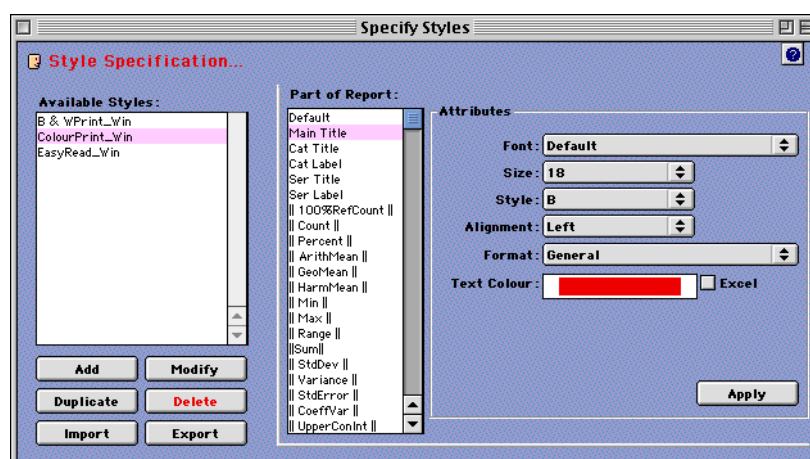 Specify Styles
Style Specification...
?
Available Styles:
B & WPrint_Win
ColourPrint_Win
EasyRead_Win
Add
Modify
Duplicate
Delete
Import
Export
Part of Report:
Default
Main Title
Cat Title
Cat Label
Ser Title
Ser Label
|| 100%RefCount ||
|| Count ||
|| Percent ||
|| ArithMean ||
|| GeoMean ||
|| HarmMean ||
|| Min ||
|| Max ||
|| Range ||
||Sum||
|| StdDev ||
|| Variance ||
|| StdError ||
|| CoeffVar ||
|| UpperConInt ||
Attributes
Font: Default
Size: 18
Style: B
Alignment: Left
Format: General
Text Colour:
Excel
Apply